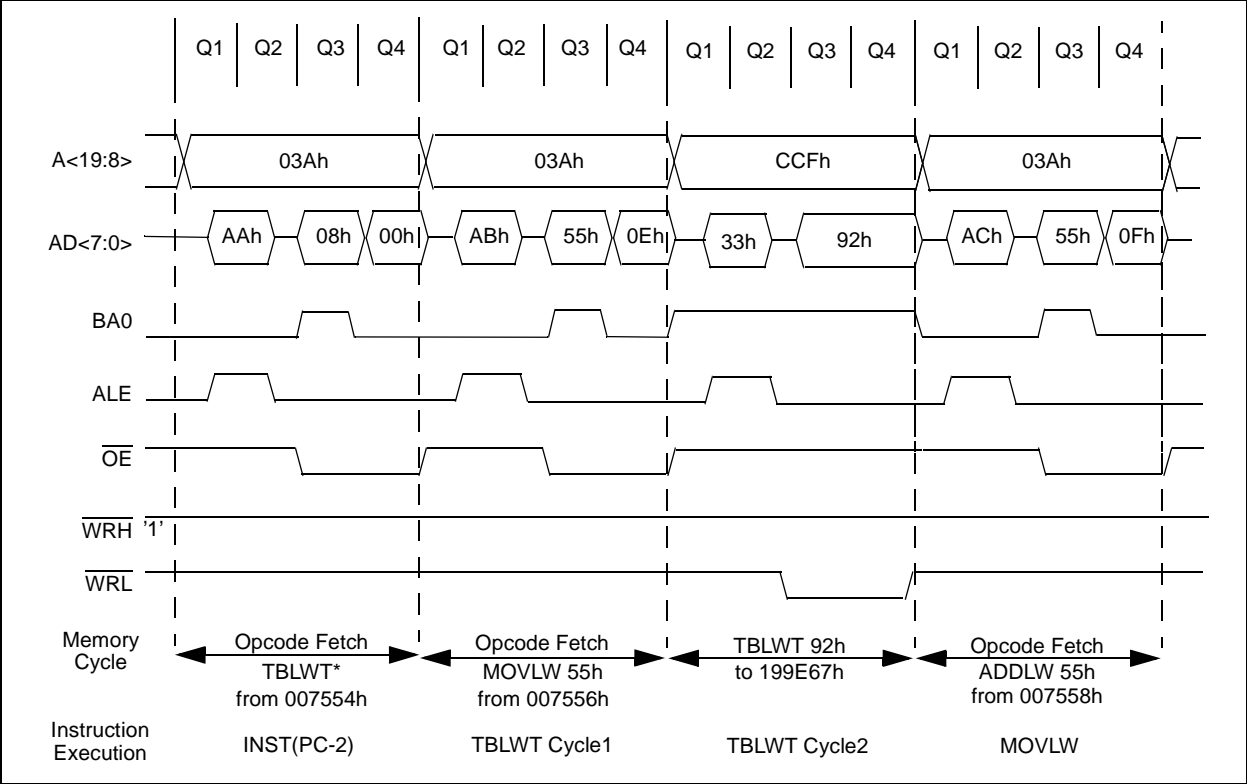 Q1 Q2 Q3 Q4 Q1 Q2 Q3 Q4 Q1 Q2 Q3 Q4 Q1 Q2 Q3 Q4
A<19:8> 03Ah 03Ah CCFh 03Ah
AD<7:0> AAh 08h 00h ABh 55h 0Eh 33h 92h ACh 55h 0Fh
BA0
ALE
OE
WRH '1'
WRL
Memory
Cycle
Opcode Fetch
TBLWT*
from 007554h
Opcode Fetch
MOVLW 55h
from 007556h
TBLWT 92h
to 199E67h
Opcode Fetch
ADDLW 55h
from 007558h
Instruction
Execution
INST(PC-2) TBLWT Cycle1 TBLWT Cycle2 MOVLW